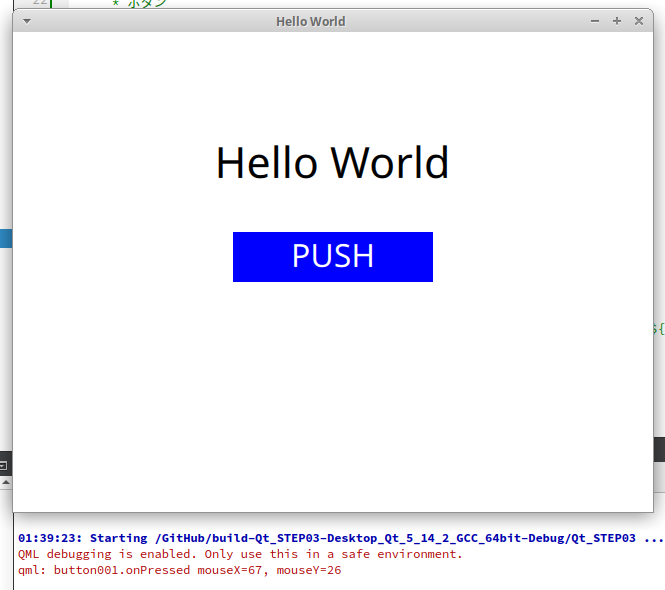 22
* ボタン
Hello World
Hello World
PUSH
${
01:39:23: Starting /GitHub/build-Qt_STEP03-Desktop_Qt_5_14_2_GCC_64bit-Debug/Qt_STEP03 ...
QML debugging is enabled. Only use this in a safe environment.
qml: button001.onPressed mouseX=67, mouseY=26